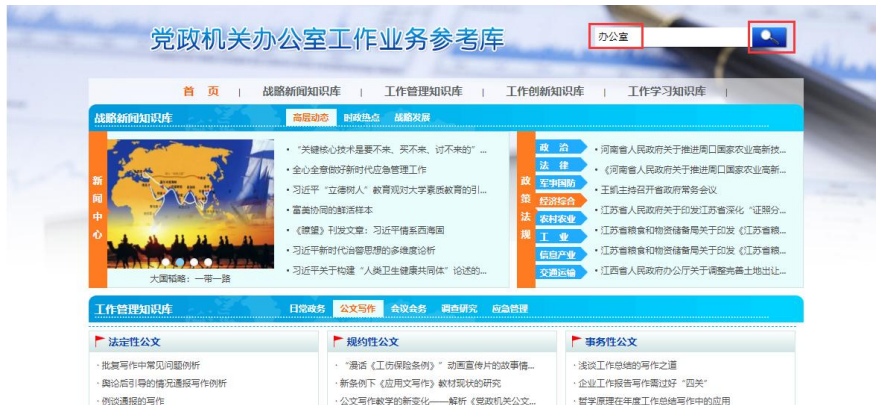 党政机关办公室工作业务参考库
办公室
首 页 | 战略新闻知识库 | 工作管理知识库 | 工作创新知识库 | 工作学习知识库 |
战略新闻知识库 高层动态 时政热点 战略发展
新闻中心
大国韬略：一带一路
· “关键核心技术是要不来、买不来、讨不来的” ...
· 全心全意做好新时代应急管理工作
· 习近平 “立德树人” 教育观对大学素质教育的引...
· 富美协同的鲜活样本
· 《瞭望》刊发文章：习近平情系西海固
· 习近平新时代治蓉思想的多维度论析
· 习近平关于构建 “人类卫生健康共同体” 论述的...
政策法规
政 治
法 律
军事国防
经济综合
农村农业
工 业
信息产业
交通运输
· 河南省人民政府关于推进周口国家农业高新技...
· 《河南省人民政府关于推进周口国家农业高新...
· 王凯主持召开省政府常务会议
· 江苏省人民政府关于印发江苏省深化 “证照分...
· 江苏省粮食和物资储备局关于印发《江苏省粮...
· 江苏省粮食和物资储备局关于印发《江苏省粮...
· 江西省人民政府办公厅关于调整完善土地出让...
工作管理知识库 日常政务 公文写作 会议会务 调查研究 应急管理
法定性公文
· 批复写作中常见问题例析
· 舆论后引导的情况通报写作例析
· 例谈通报的写作
规约性公文
· “漫话《工伤保险条例》” 动画宣传片的故事情...
· 新条例下《应用文写作》教材现状的研究
· 公文写作教学的新变化——解析《党政机关公文...
事务性公文
· 浅谈工作总结的写作之道
· 企业工作报告写作需过好 “四关”
· 哲学原理在年度工作总结写作中的应用